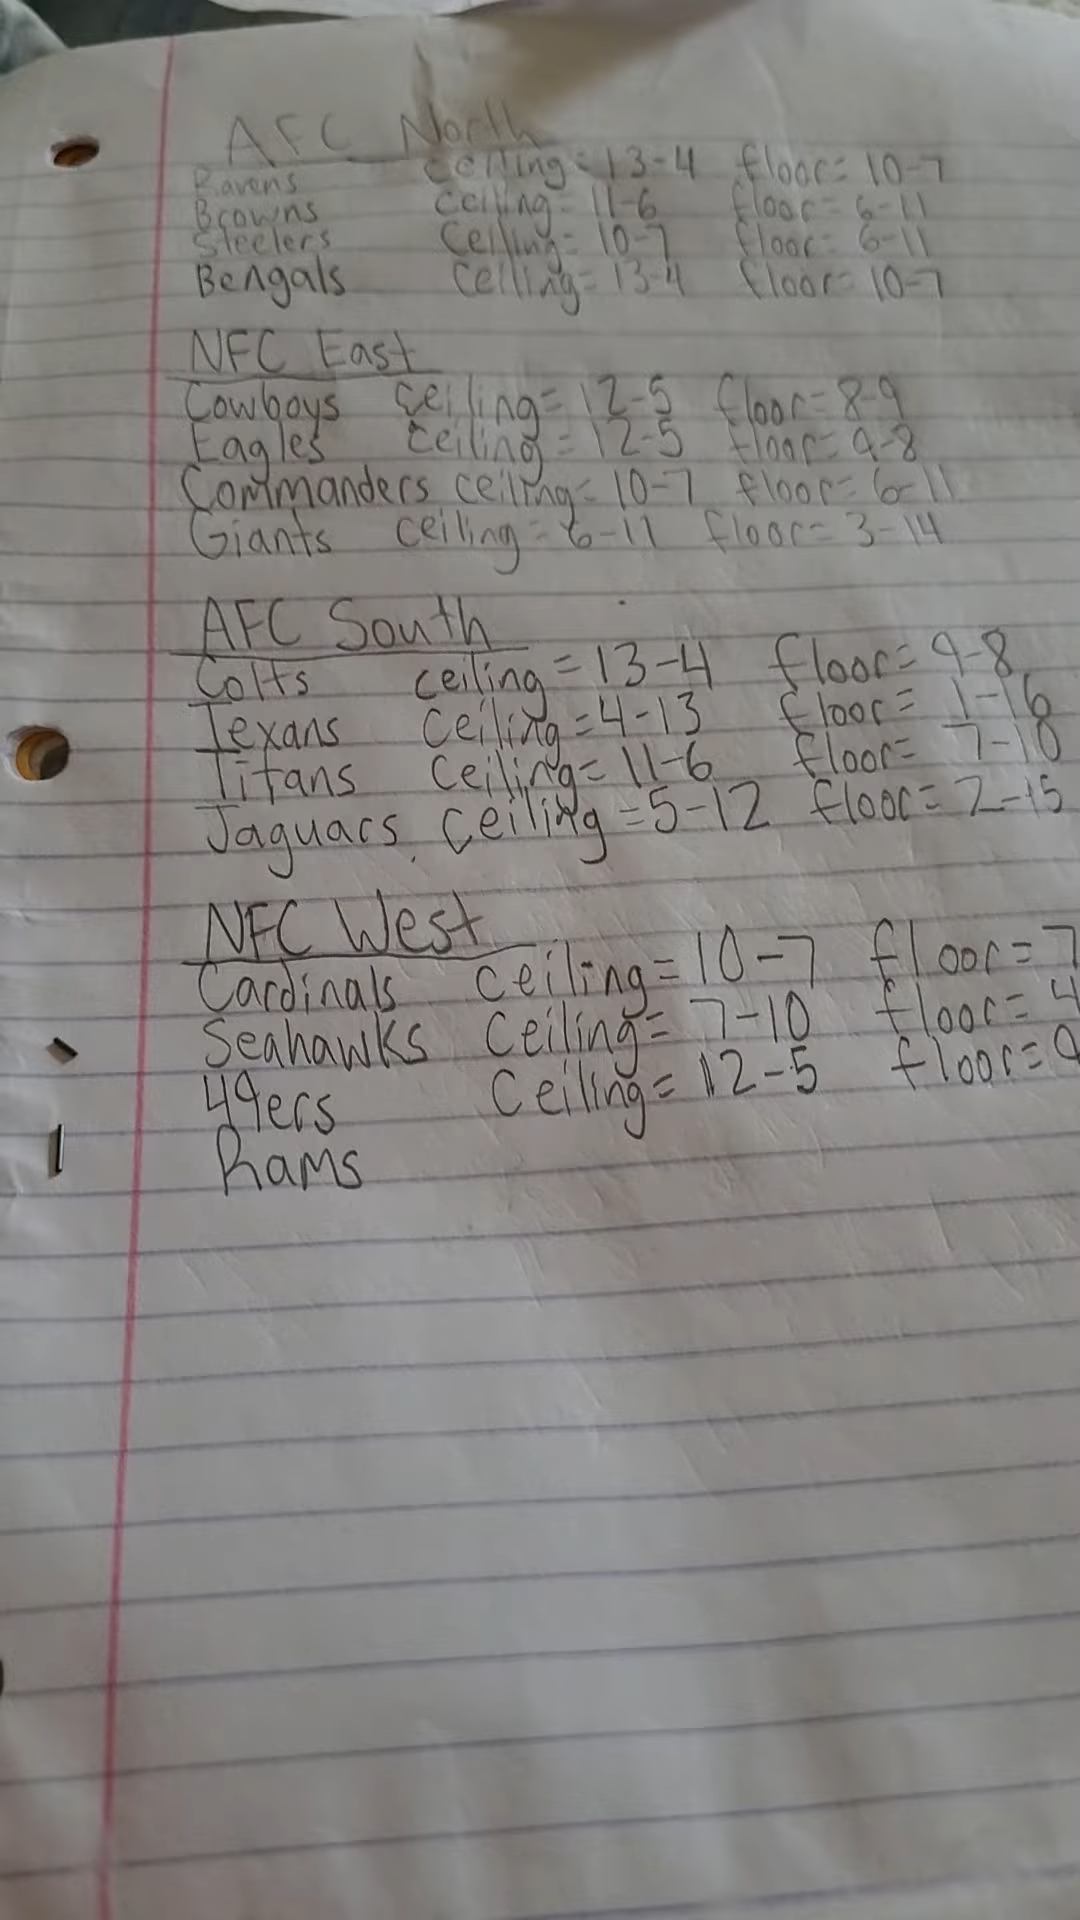 AFC North
Ravens ceiling=13-4 floor=10-7
Browns ceiling=11-6 floor=6-11
Steelers ceiling=10-7 floor=6-11
Bengals ceiling=13-4 floor=10-7
NFC East
Cowboys ceiling=12-5 floor=8-9
Eagles ceiling=12-5 floor=9-8
Commanders ceiling=10-7 floor=6-11
Giants ceiling=6-11 floor=3-14
AFC South
Colts ceiling=13-4 floor=9-8
Texans ceiling=4-13 floor=1-16
Titans ceiling=11-6 floor=7-10
Jaguars ceiling=5-12 floor=2-15
NFC West
Cardinals ceiling=10-7 floor=7
Seahawks ceiling=7-10 floor=4
49ers ceiling=12-5 floor=9
Rams